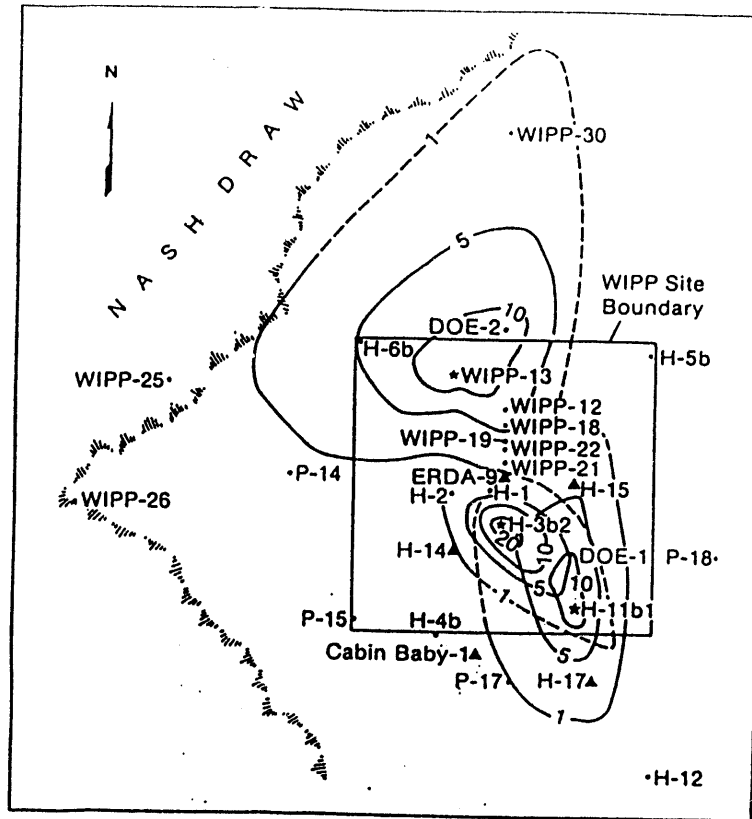 N
NASH DRAW
1
WIPP-30
5
WIPP Site
Boundary
10
DOE-2
H-6b
H-5b
WIPP-13
WIPP-25
WIPP-12
WIPP-18
WIPP-19
WIPP-22
WIPP-21
P-14
ERDA-9
H-15
WIPP-26
H-2
H-1
H-3b2
20
10
H-14
DOE-1
P-18
10
5
1
H-11b1
P-15
H-4b
5
Cabin Baby-1
P-17
H-17
1
H-12